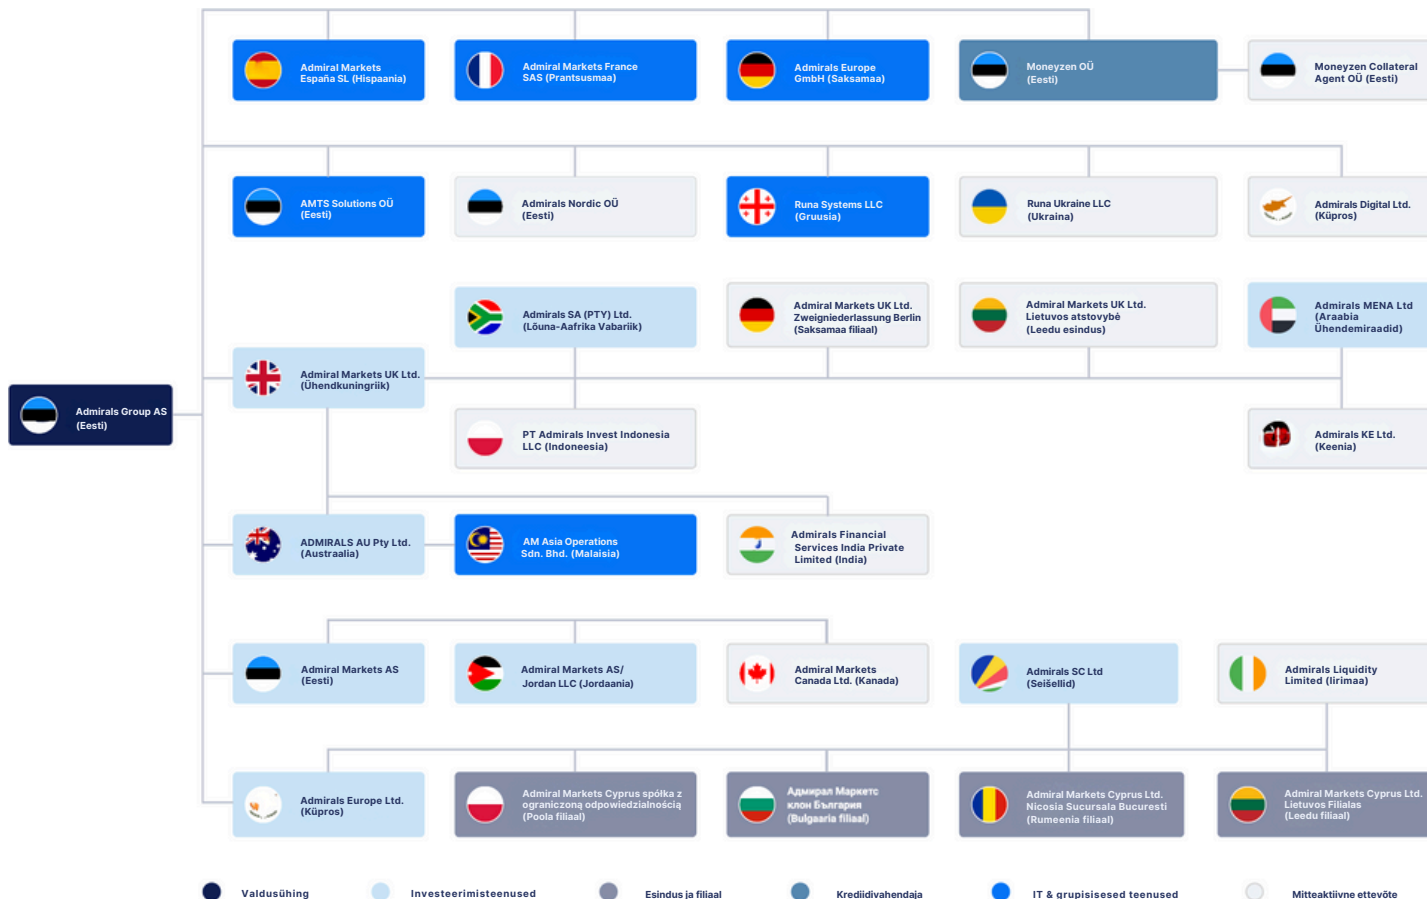 Admiral Markets
España SL (Hispaania)
Admiral Markets France
SAS (Prantsusmaa)
Admirals Europe
GmbH (Saksamaa)
Moneyzen OÜ
(Eesti)
Moneyzen Collateral
Agent OÜ (Eesti)
AMTS Solutions OÜ
(Eesti)
Admirals Nordic OÜ
(Eesti)
Runa Systems LLC
(Gruusia)
Runa Ukraine LLC
(Ukraina)
Admirals Digital Ltd.
(Küpros)
Admirals SA (PTY) Ltd.
(Lõuna-Aafrika Vabariik)
Admiral Markets UK Ltd.
Zweigniederlassung Berlin
(Saksamaa filiaal)
Admiral Markets UK Ltd.
Lietuvos atstovybė
(Leedu esindus)
Admirals MENA Ltd
(Araabia
Ühendemiraadid)
Admiral Markets UK Ltd.
(Ühendkuningriik)
Admirals Group AS
(Eesti)
PT Admirals Invest Indonesia
LLC (Indoneesia)
Admirals KE Ltd.
(Keenia)
ADMIRALS AU Pty Ltd.
(Austraalia)
AM Asia Operations
Sdn. Bhd. (Malaisia)
Admirals Financial
Services India Private
Limited (India)
Admiral Markets AS
(Eesti)
Admiral Markets AS/
Jordan LLC (Jordaania)
Admiral Markets
Canada Ltd. (Kanada)
Admirals SC Ltd
(Seišellid)
Admirals Liquidity
Limited (Iirimaa)
Admirals Europe Ltd.
(Küpros)
Admiral Markets Cyprus spółka z
ograniczoną odpowiedzialnością
(Poola filiaal)
Адмирал Маркетс
клон България
(Bulgaaria filiaal)
Admiral Markets Cyprus Ltd.
Nicosia Sucursala Bucuresti
(Rumeenia filiaal)
Admiral Markets Cyprus Ltd.
Lietuvos Filialas
(Leedu filiaal)
Valdusühing
Investeerimisteenused
Esindus ja filiaal
Krediidivahendaja
IT & grupisisesed teenused
Mitteaktiivne ettevõte